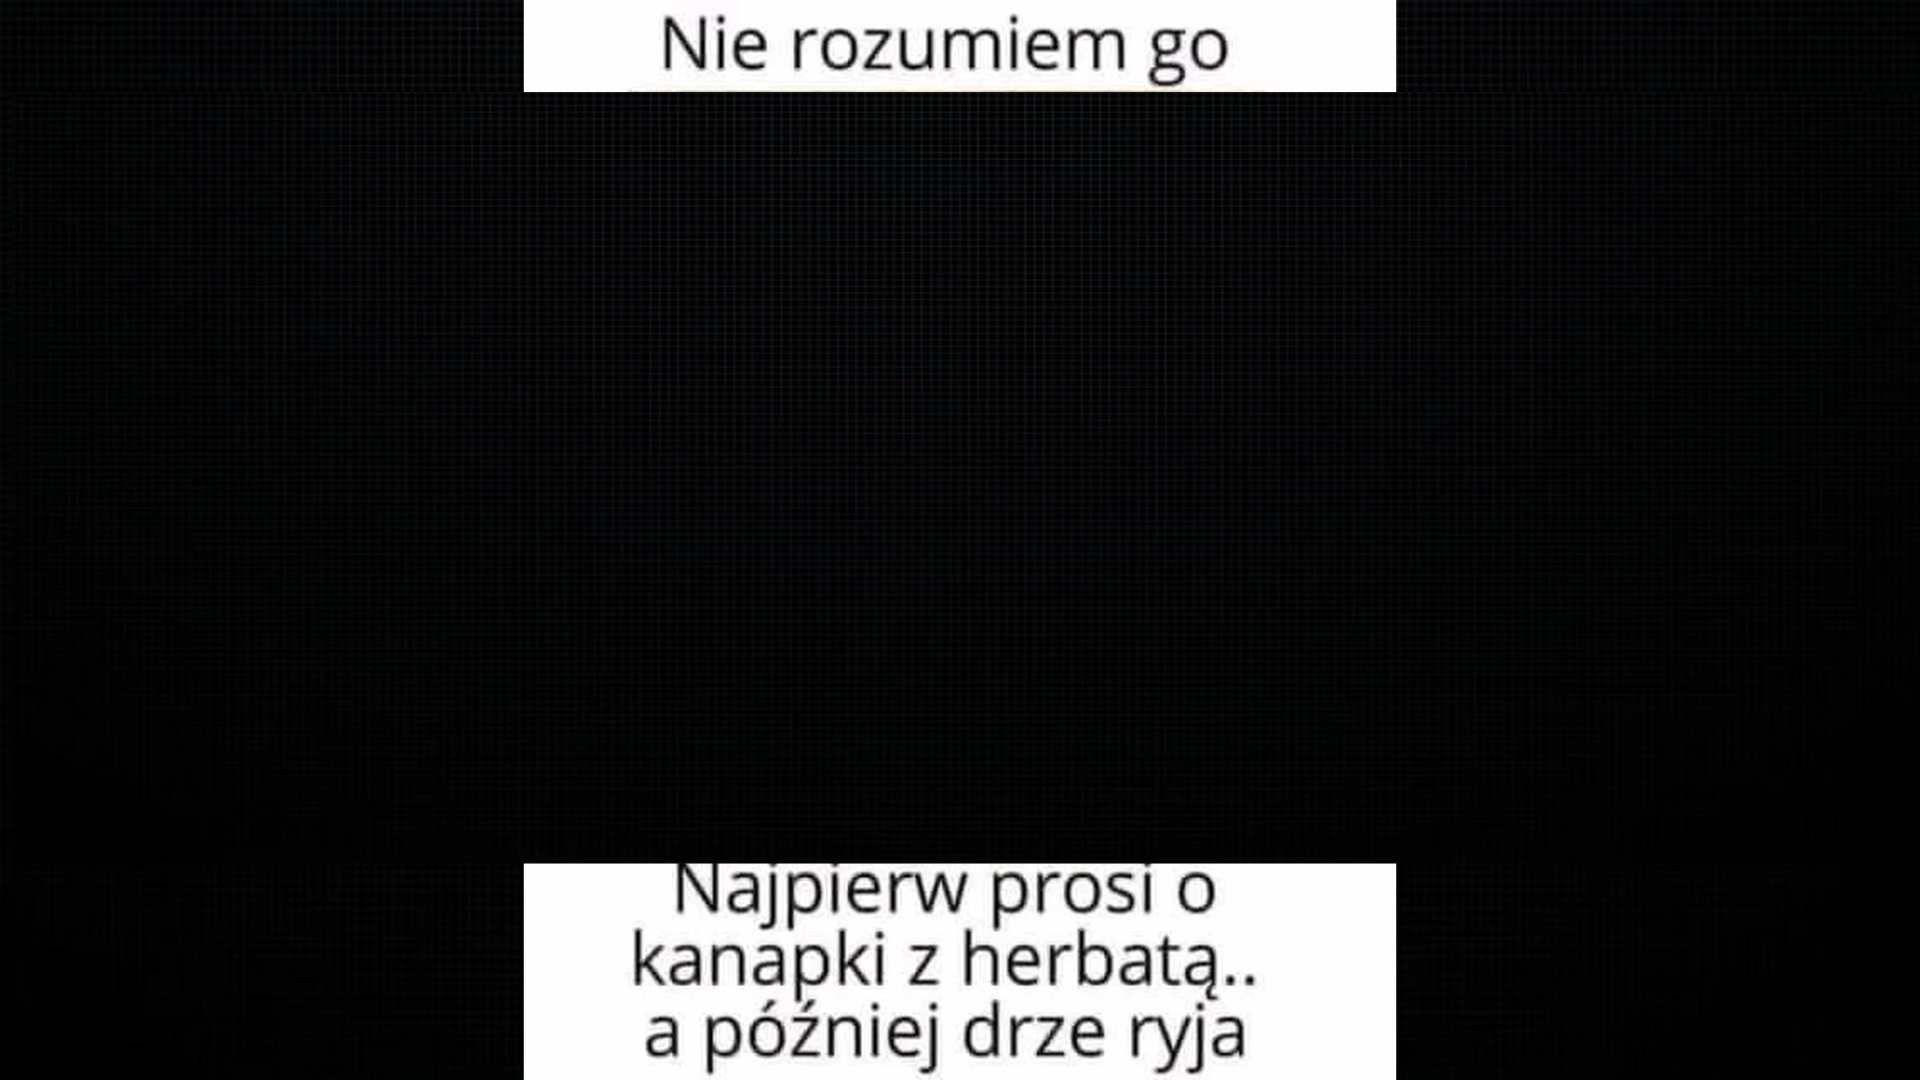 Nie rozumiem go
Najpierw prosi o
kanapki z herbatą..
a później drze ryja